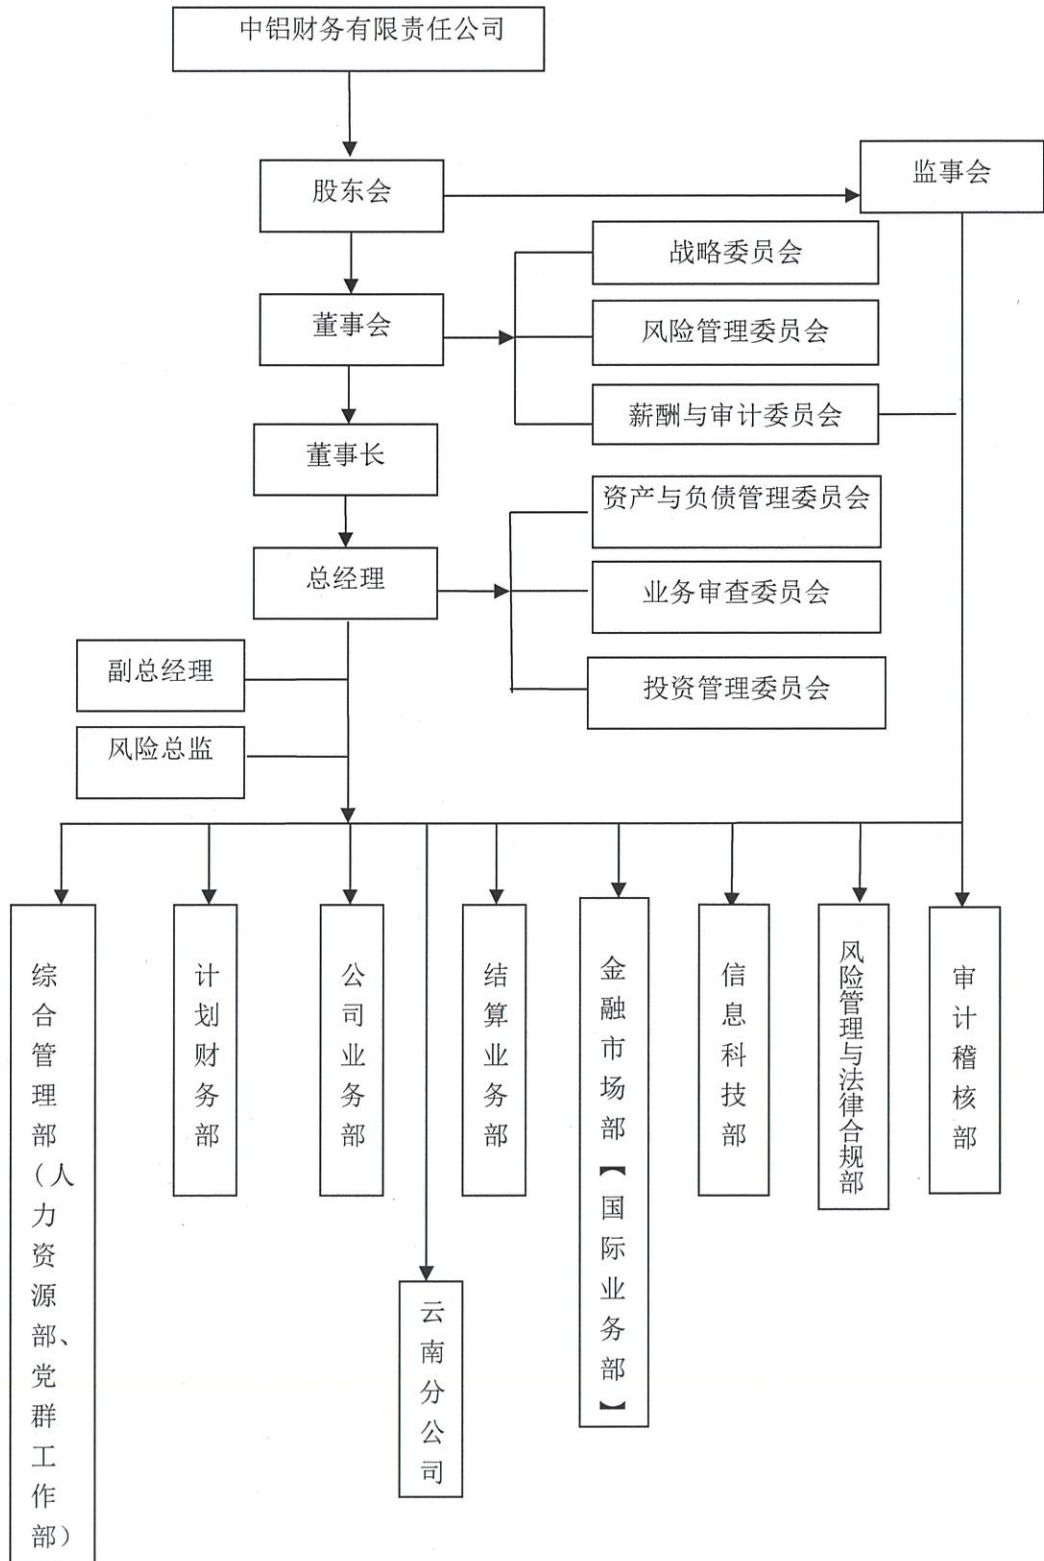 中铝财务有限责任公司
股东会
监事会
战略委员会
董事会
风险管理委员会
薪酬与审计委员会
董事长
资产与负债管理委员会
总经理
业务审查委员会
副总经理
投资管理委员会
风险总监
综合管理部（人力资源部、党群工作部）
计划财务部
公司业务部
云南分公司
结算业务部
金融市场部【国际业务部】
信息科技部
风险管理与法律合规部
审计稽核部